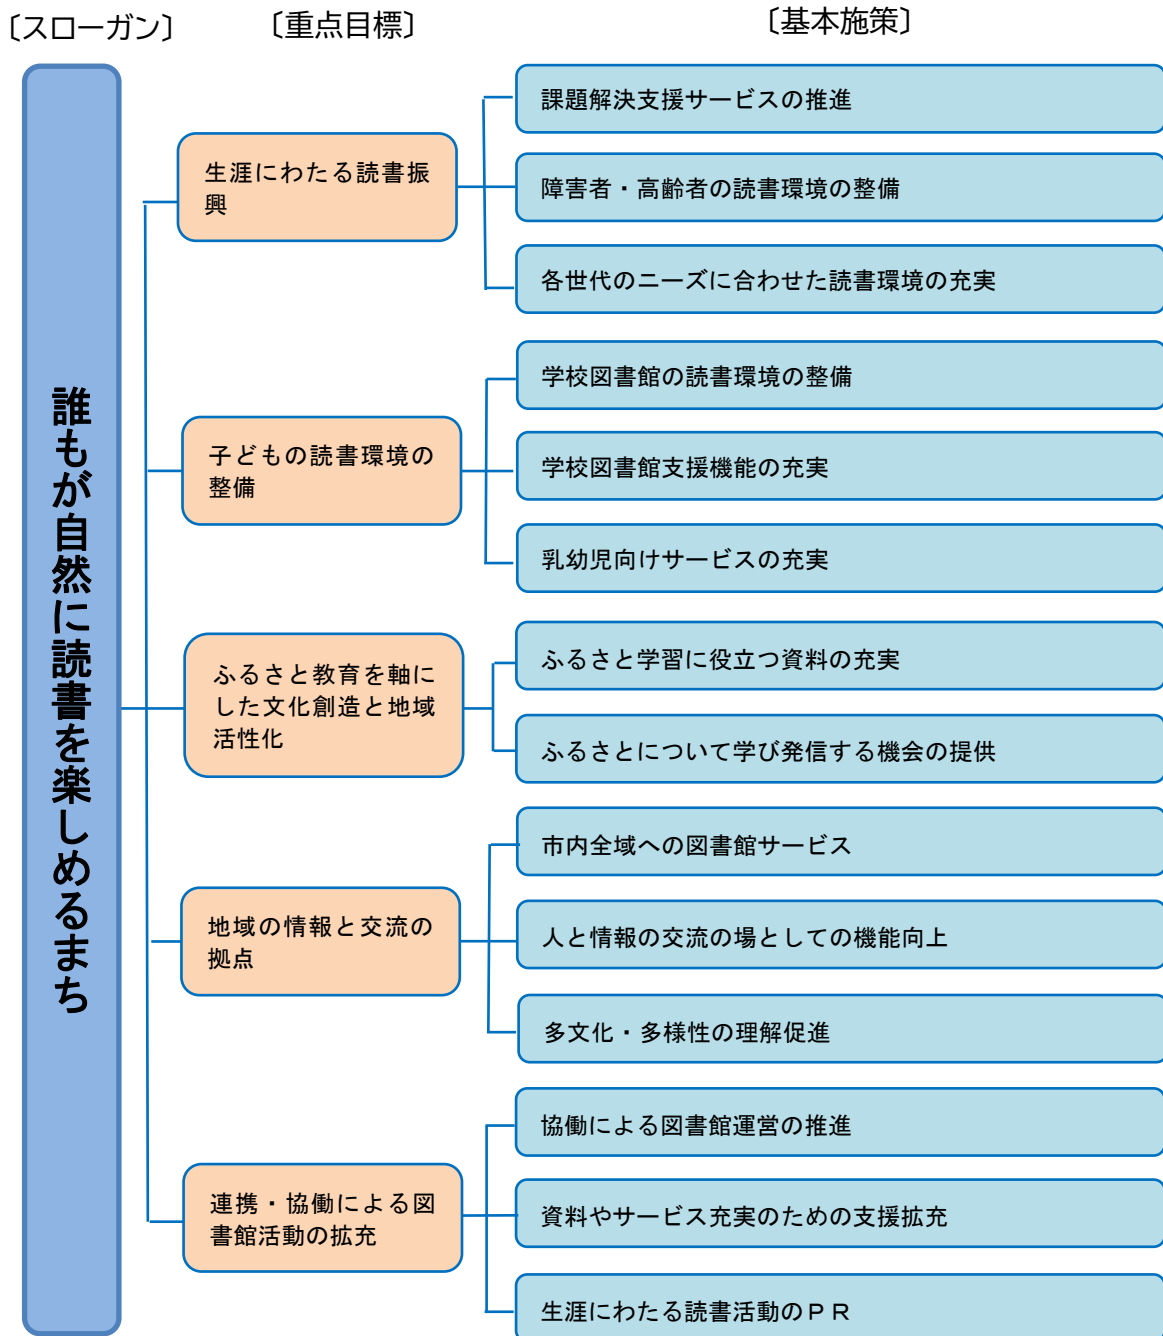 〔スローガン〕 〔重点目標〕 〔基本施策〕
誰もが自然に読書を楽しめるまち
生涯にわたる読書振
興
課題解決支援サービスの推進
障害者・高齢者の読書環境の整備
各世代のニーズに合わせた読書環境の充実
子どもの読書環境の
整備
学校図書館の読書環境の整備
学校図書館支援機能の充実
乳幼児向けサービスの充実
ふるさと教育を軸に
した文化創造と地域
活性化
ふるさと学習に役立つ資料の充実
ふるさとについて学び発信する機会の提供
地域の情報と交流の
拠点
市内全域への図書館サービス
人と情報の交流の場としての機能向上
多文化・多様性の理解促進
連携・協働による図
書館活動の拡充
協働による図書館運営の推進
資料やサービス充実のための支援拡充
生涯にわたる読書活動のＰＲ